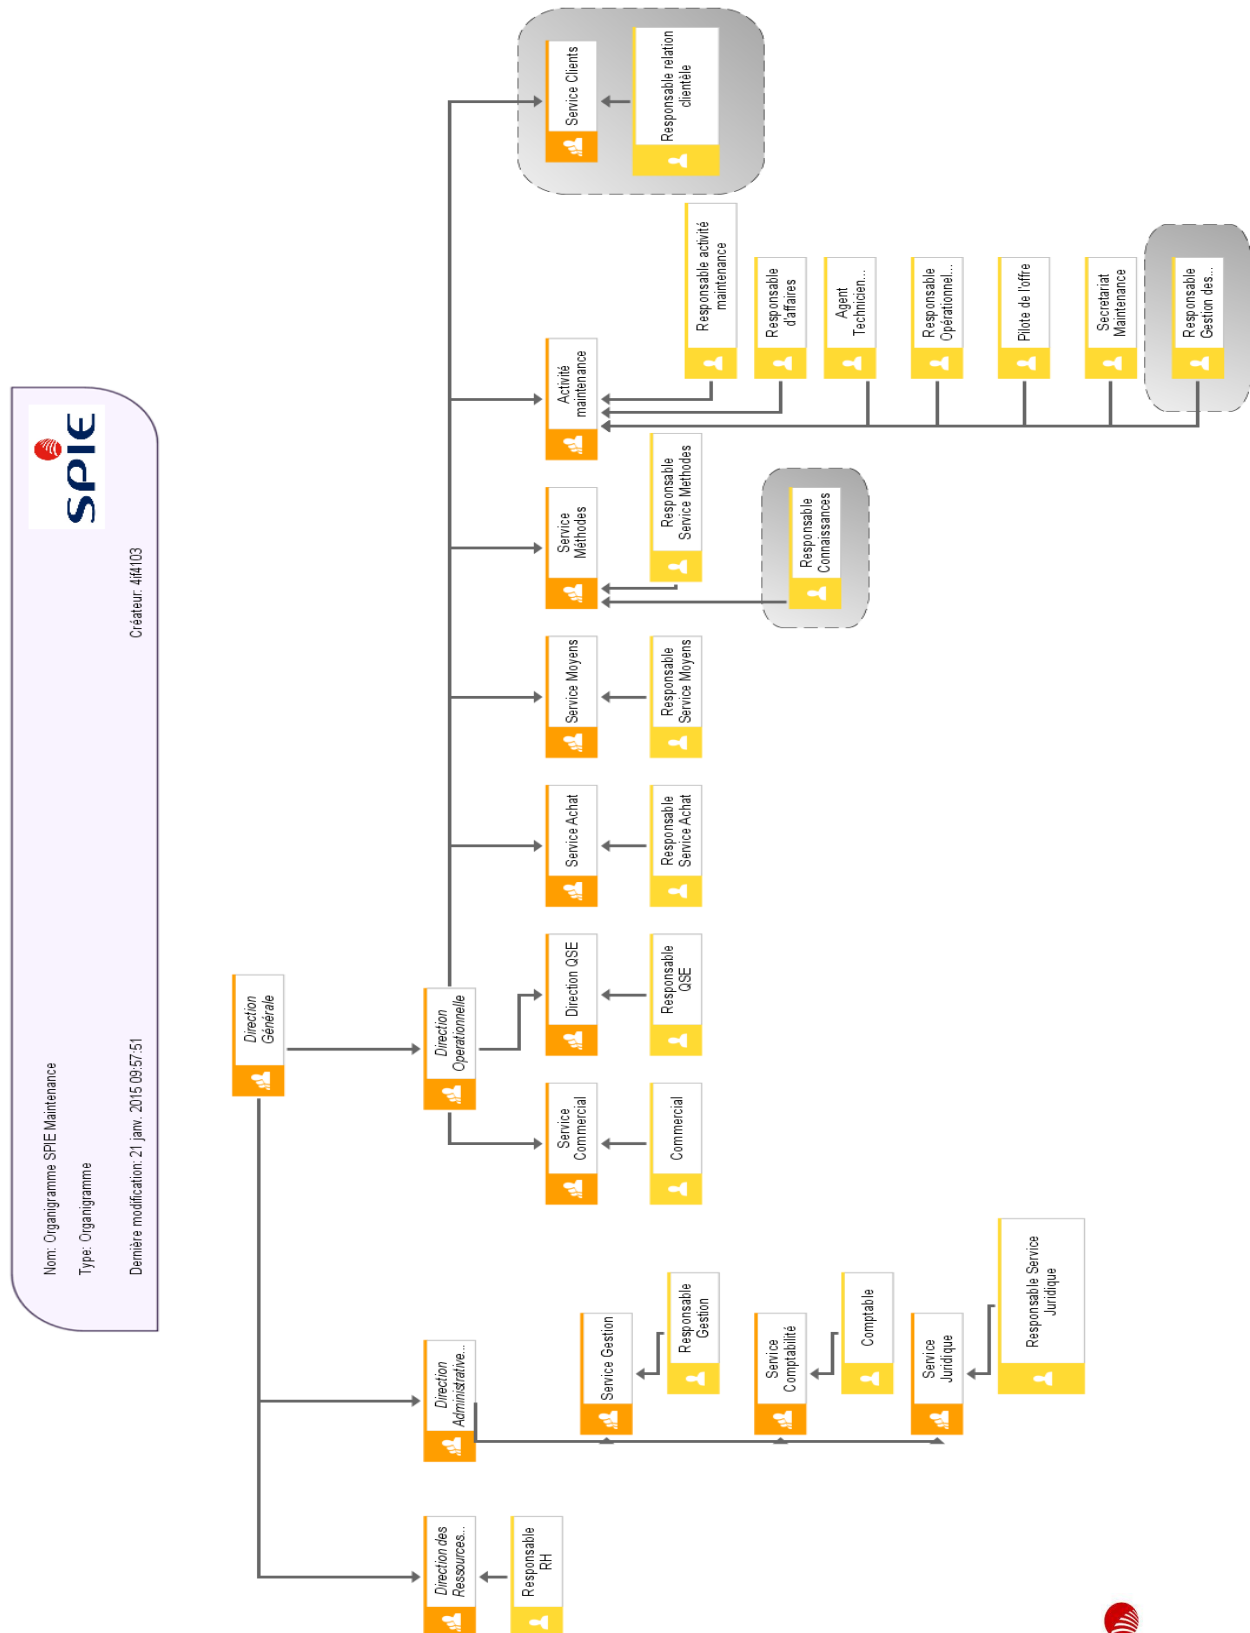 Nom: Organigramme SPIE Maintenance
Type: Organigramme
Dernière modification: 21 janv. 2015 09:57:51
Créateur: 4if4103
SPIE
Direction
Générale
Direction des
Ressources...
Direction
Administrative...
Direction
Operationnelle
Responsable
RH
Service Gestion
Responsable
Gestion
Service
Comptabilité
Comptable
Service
Juridique
Responsable Service
Juridique
Service
Commercial
Commercial
Direction QSE
Responsable
QSE
Service Achat
Responsable
Service Achat
Service Moyens
Responsable
Service Moyens
Service
Méthodes
Responsable
Service Methodes
Responsable
Connaissances
Activité
maintenance
Responsable activité
maintenance
Responsable
d'affaires
Agent
Technicien...
Responsable
Opérationnel...
Pilote de l'offre
Secretariat
Maintenance
Responsable
Gestion des...
Service Clients
Responsable relation
clientèle